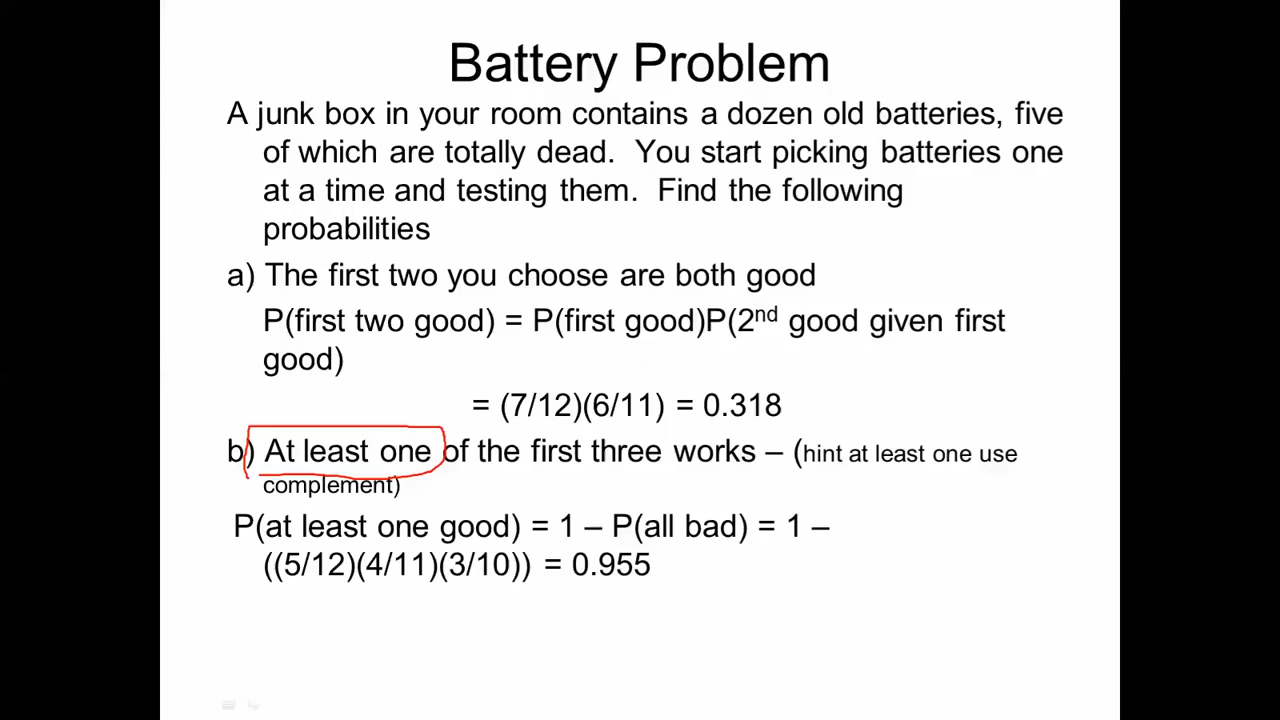 Battery Problem
A junk box in your room contains a dozen old batteries, five
of which are totally dead.  You start picking batteries one
at a time and testing them.  Find the following
probabilities
a) The first two you choose are both good
P(first two good) = P(first good)P(2nd good given first
good)
= (7/12)(6/11) = 0.318
b) At least one of the first three works – (hint at least one use
complement)
P(at least one good) = 1 – P(all bad) = 1 –
((5/12)(4/11)(3/10)) = 0.955